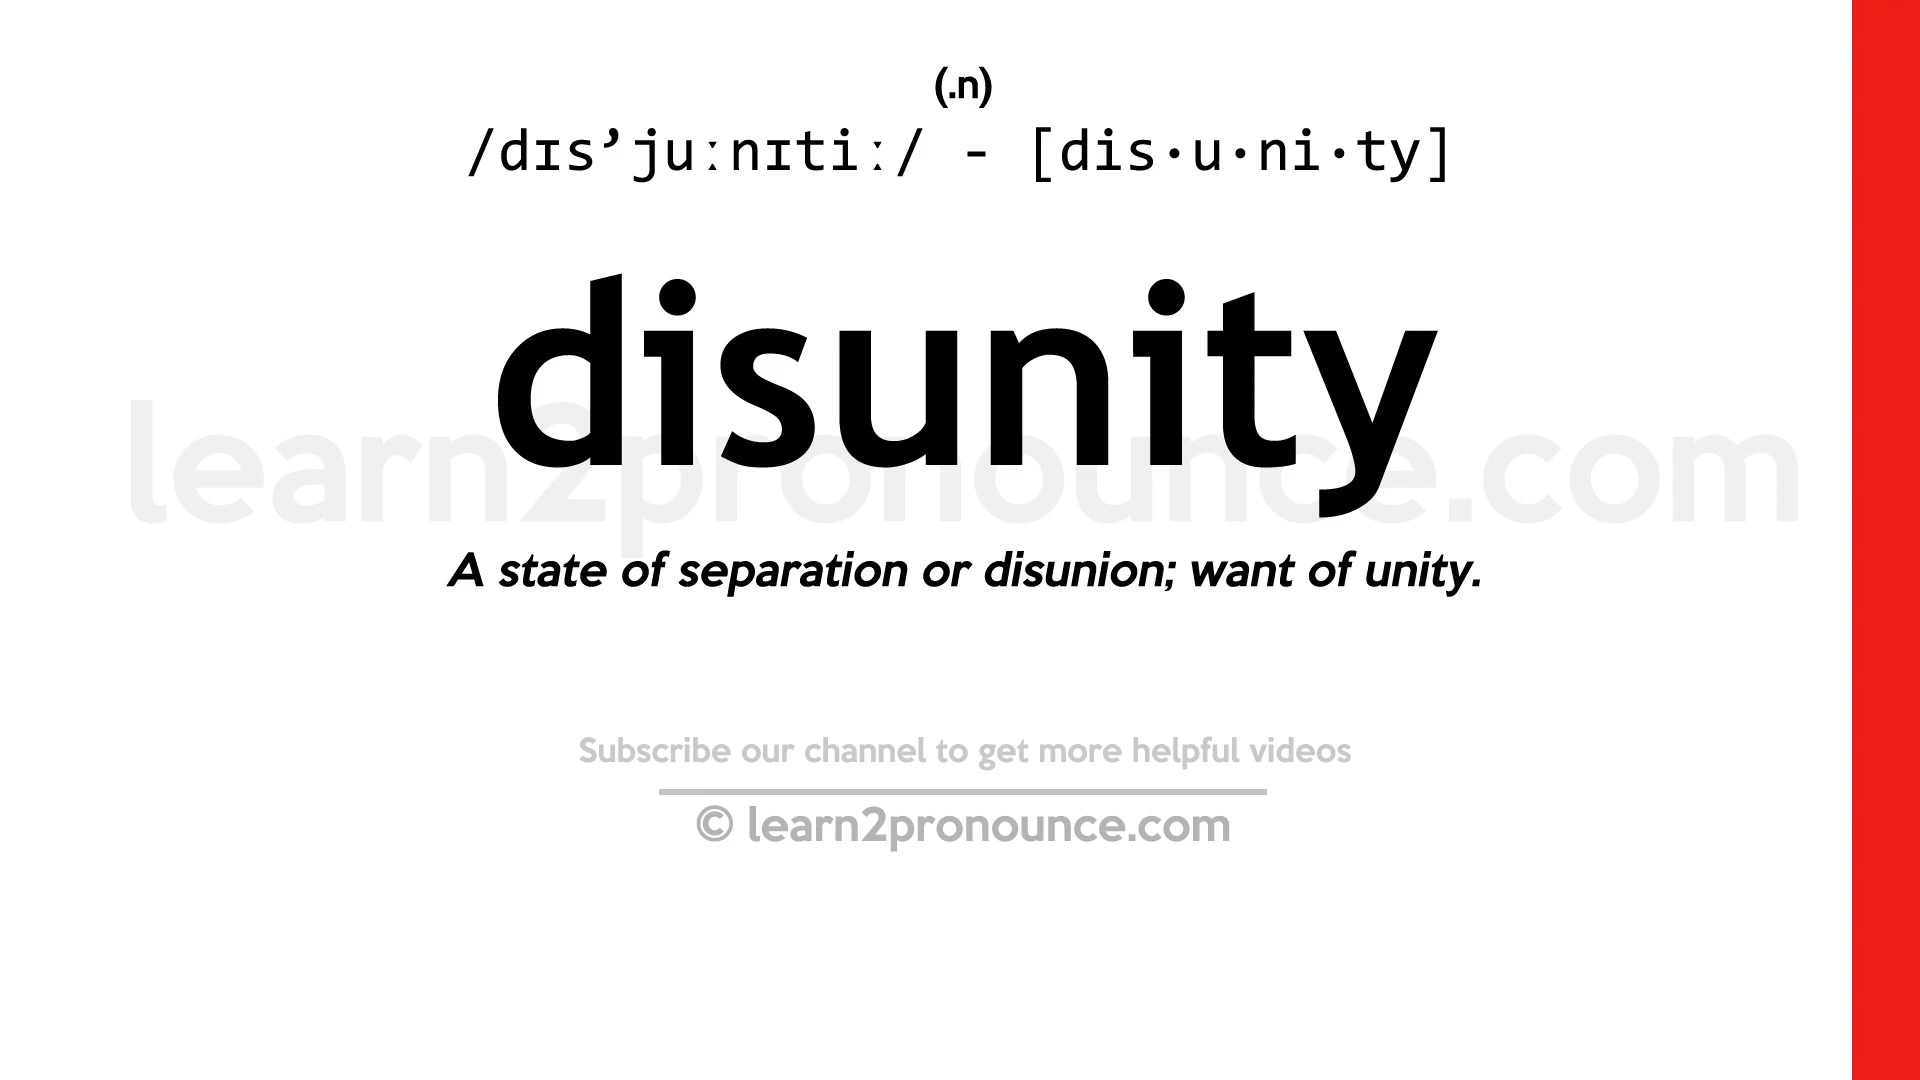 (.n)
/dɪs’juːnɪtiː/ - [dis·u·ni·ty]
disunity
learn2pronounce.com
A state of separation or disunion; want of unity.
Subscribe our channel to get more helpful videos
© learn2pronounce.com